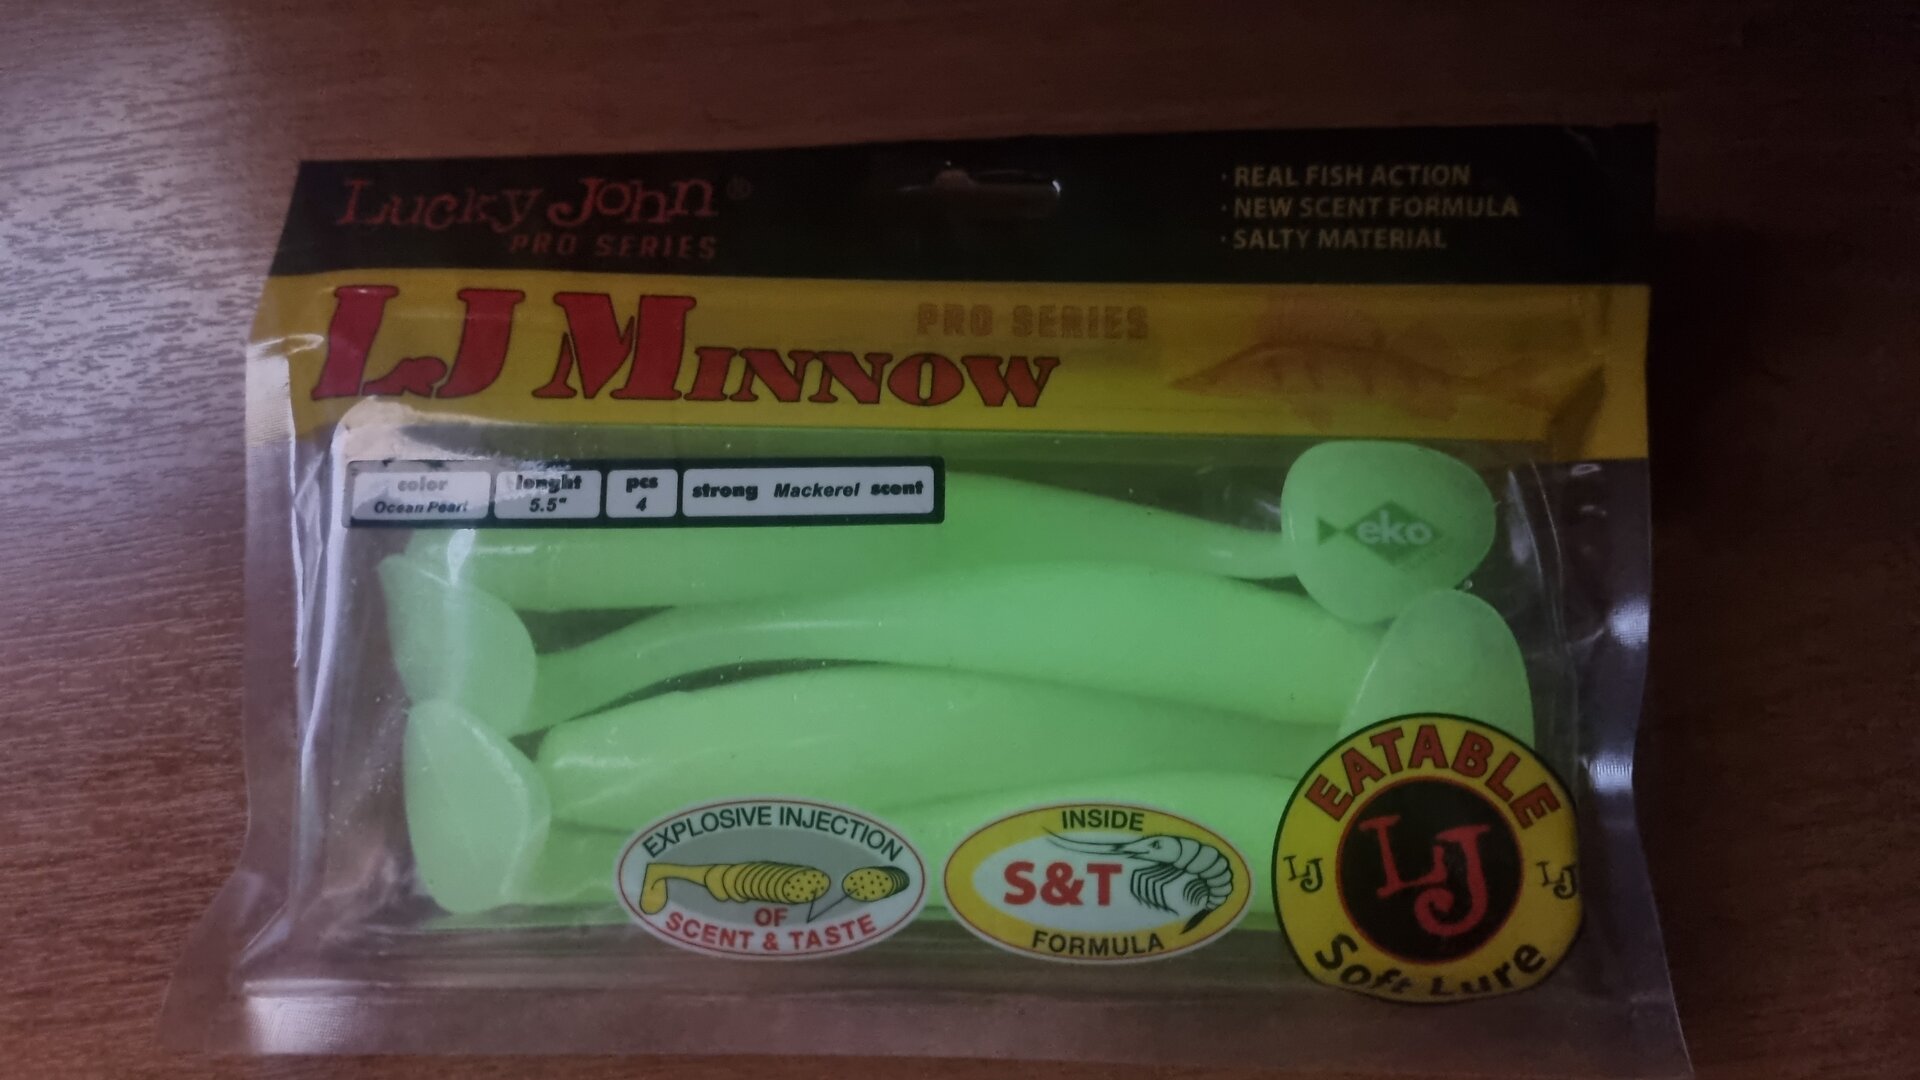 Lucky John®
PRO SERIES
· REAL FISH ACTION
· NEW SCENT FORMULA
· SALTY MATERIAL
LJ MINNOW
PRO SERIES
color
Ocean Pearl
lenght
5.5"
pcs
4
strong Mackerel scent
eko
EXPLOSIVE INJECTION
OF
SCENT & TASTE
INSIDE
S&T
FORMULA
EATABLE
LJ
LJ
LJ
Soft Lure